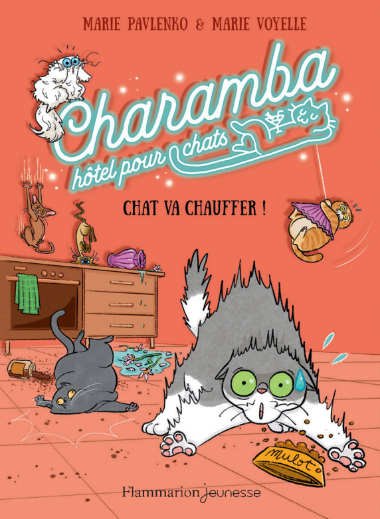 MARIE PAVLENKO & MARIE VOYELLE
Charamba
hôtel pour chats
CHAT VA CHAUFFER !
Mulot
Flammarion jeunesse